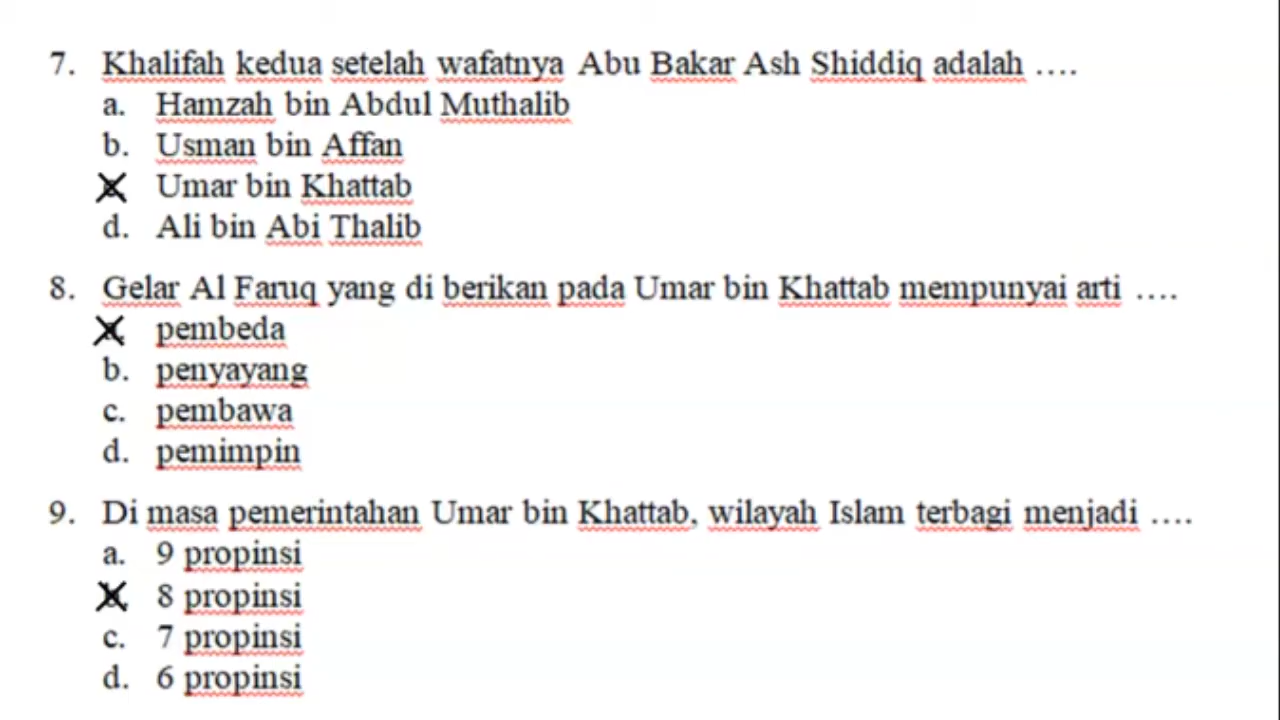 7. Khalifah kedua setelah wafatnya Abu Bakar Ash Shiddiq adalah ....
a. Hamzah bin Abdul Muthalib
b. Usman bin Affan
Umar bin Khattab
d. Ali bin Abi Thalib
8. Gelar Al Faruq yang di berikan pada Umar bin Khattab mempunyai arti ....
pembeda
b. penyayang
c. pembawa
d. pemimpin
9. Di masa pemerintahan Umar bin Khattab, wilayah Islam terbagi menjadi ....
a. 9 propinsi
8 propinsi
c. 7 propinsi
d. 6 propinsi